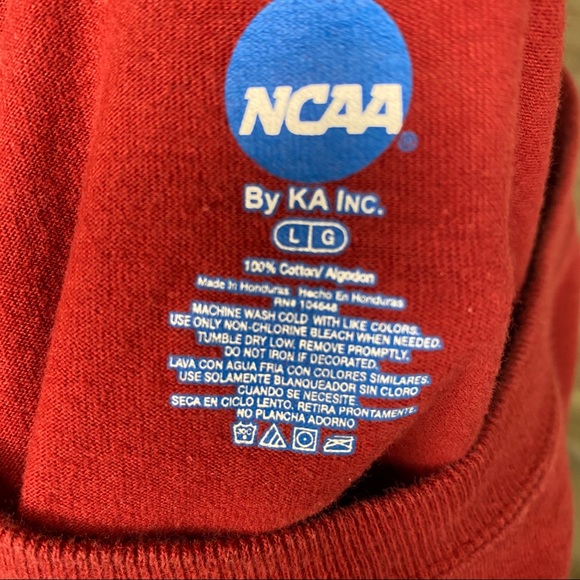 NCAA®
By KA INC.
L G
100% Cotton/ Algodon
Made In Honduras Hecho En Honduras
RN# 104648
MACHINE WASH COLD WITH LIKE COLORS.
USE ONLY NON-CHLORINE BLEACH WHEN NEEDED.
TUMBLE DRY LOW. REMOVE PROMPTLY.
DO NOT IRON IF DECORATED.
LAVA CON AGUA FRIA CON COLORES SIMILARES.
USE SOLAMENTE BLANQUEADOR SIN CLORO
CUANDO SE NECESITE
SECA EN CICLO LENTO. RETIRA PRONTAMENTE.
NO PLANCHA ADORNO
30°C